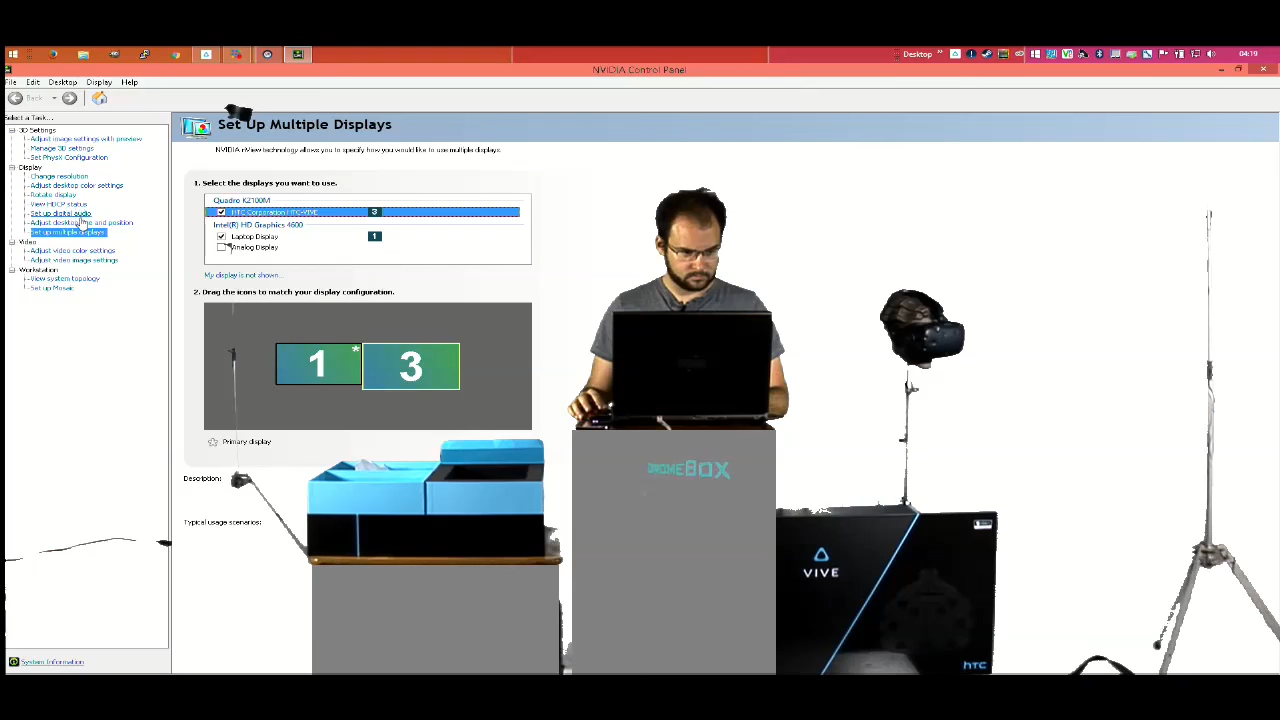 Desktop
04:19
NVIDIA Control Panel
File Edit Desktop Display Help
Back
Select a Task...
3D Settings
Adjust image settings with preview
Manage 3D settings
Set PhysX Configuration
Display
Change resolution
Adjust desktop color settings
Rotate display
View HDCP status
Set up digital audio
Adjust desktop size and position
Set up multiple displays
Video
Adjust video color settings
Adjust video image settings
Workstation
View system topology
Set up Mosaic
System Information
Set Up Multiple Displays
NVIDIA nView technology allows you to specify how you would like to use multiple displays.
1. Select the displays you want to use.
Quadro K2100M
HTC Corporation HTC-VIVE 3
Intel(R) HD Graphics 4600
Laptop Display 1
Analog Display
My display is not shown...
2. Drag the icons to match your display configuration.
1 * 3
Primary display
Description:
Typical usage scenarios:
VIVE
hTC